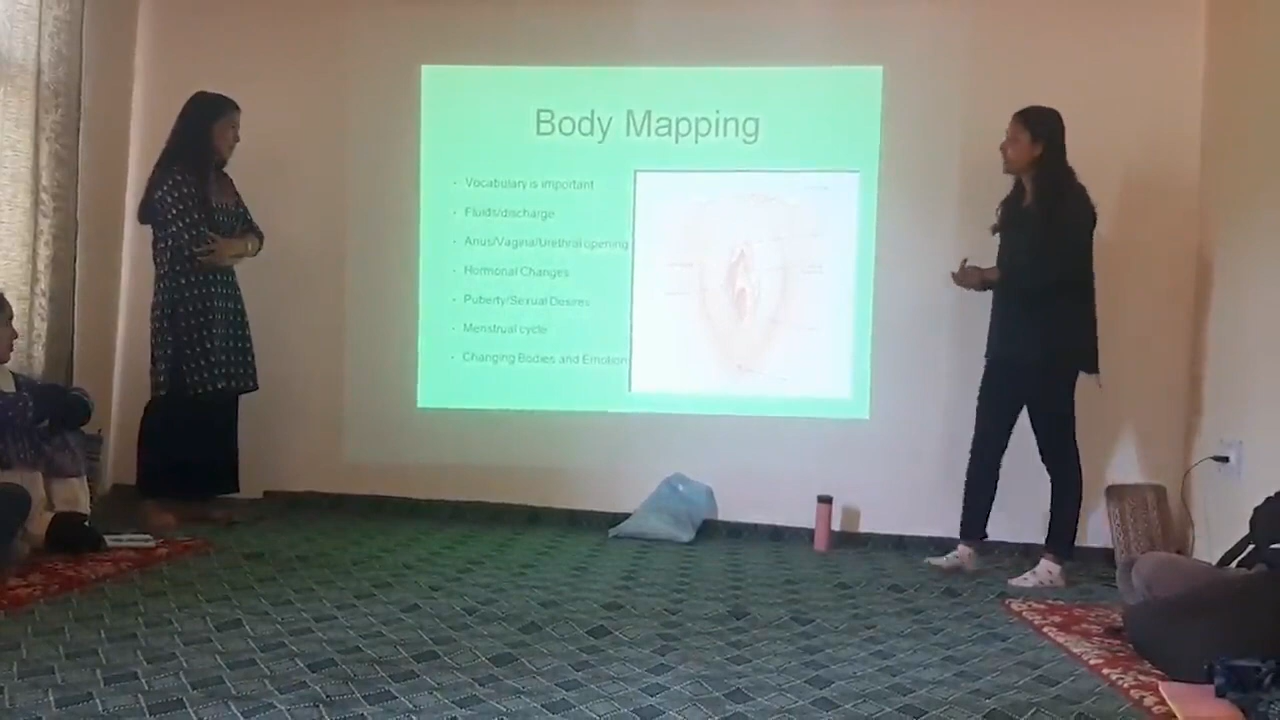 Body Mapping
Vocabulary is important
Fluids/discharge
Anus/Vagina/Urethral opening
Hormonal Changes
Puberty/Sexual Desires
Menstrual cycle
Changing Bodies and Emotion